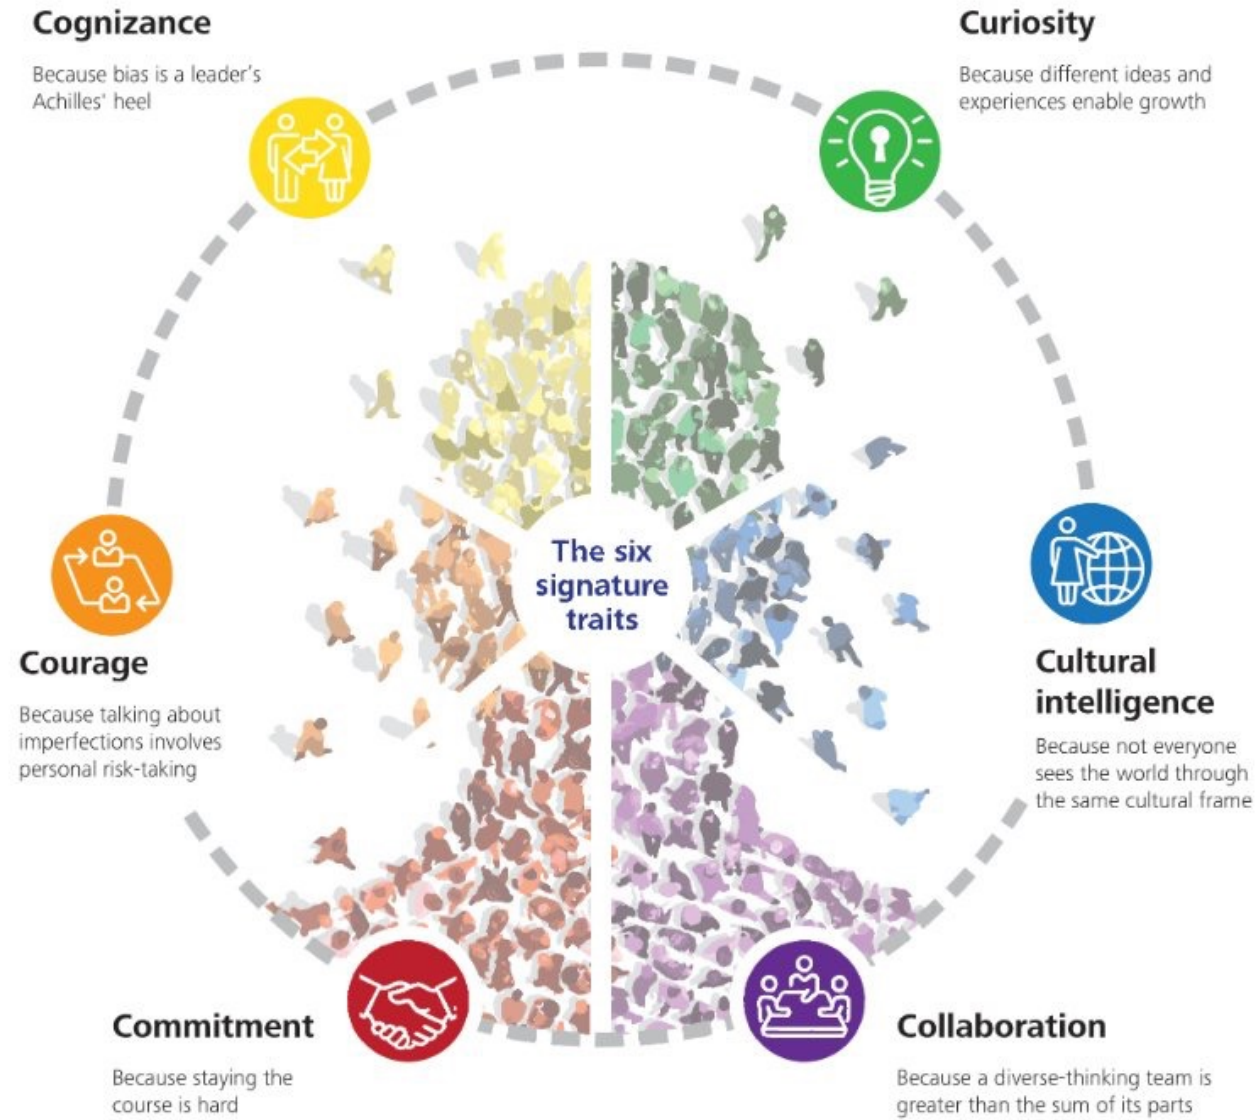 Cognizance
Because bias is a leader's
Achilles' heel
Curiosity
Because different ideas and
experiences enable growth
The six
signature
traits
Courage
Because talking about
imperfections involves
personal risk-taking
Cultural
intelligence
Because not everyone
sees the world through
the same cultural frame
Commitment
Because staying the
course is hard
Collaboration
Because a diverse-thinking team is
greater than the sum of its parts